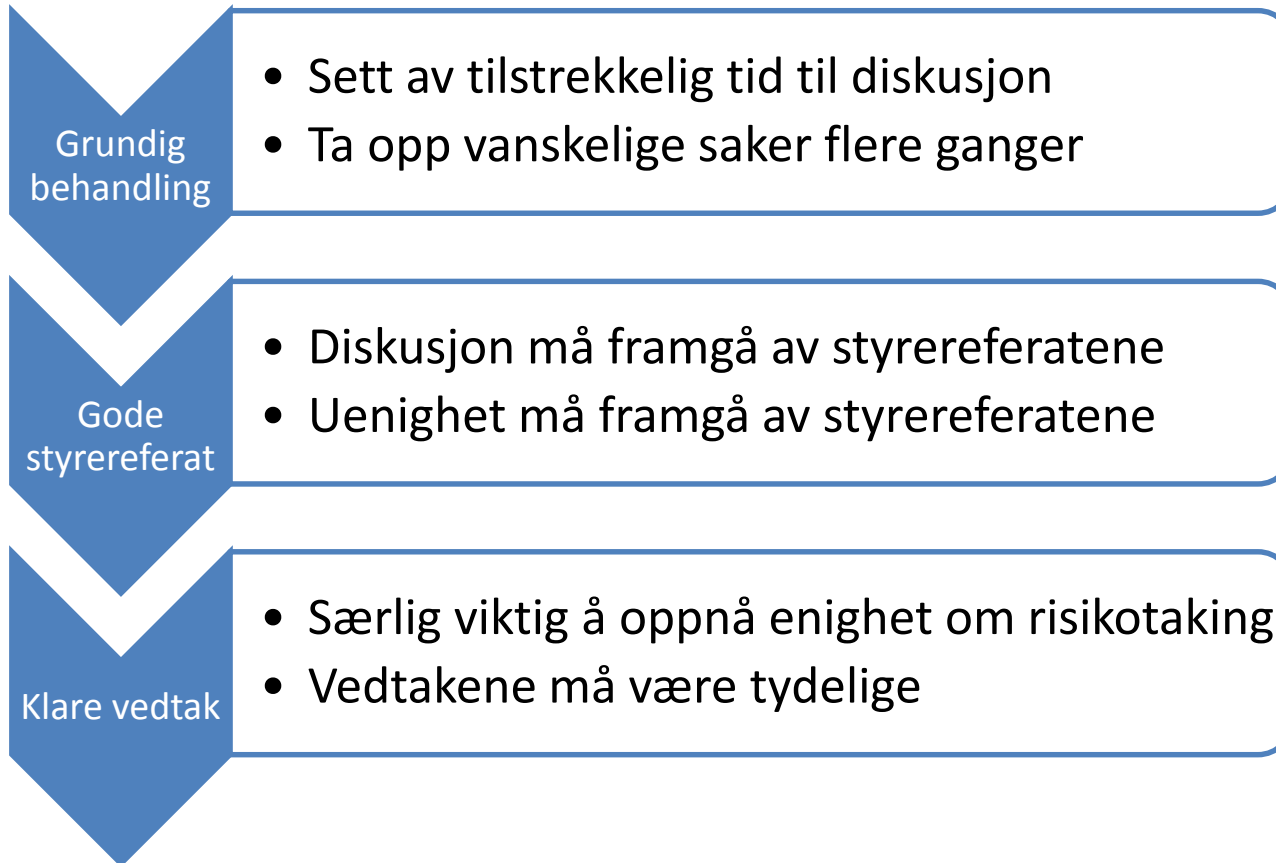 Grundig
behandling
• Sett av tilstrekkelig tid til diskusjon
• Ta opp vanskelige saker flere ganger
Gode
styrereferat
• Diskusjon må framgå av styrereferatene
• Uenighet må framgå av styrereferatene
Klare vedtak
• Særlig viktig å oppnå enighet om risikotaking
• Vedtakene må være tydelige